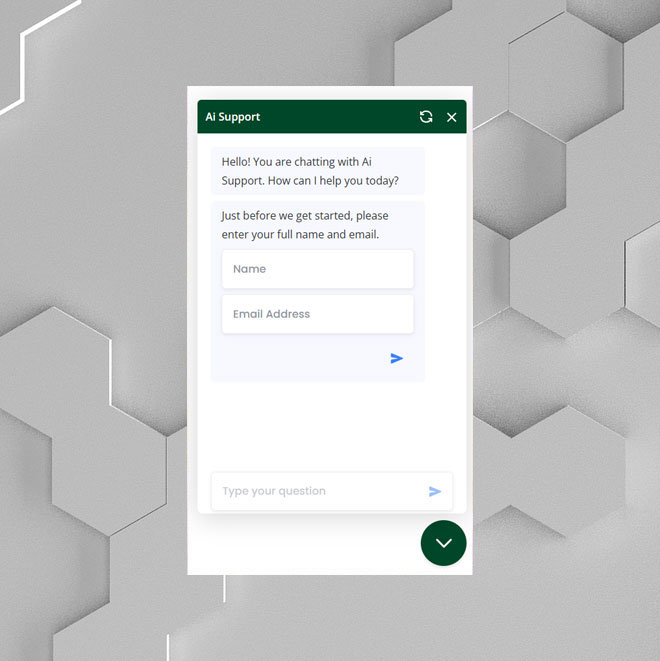 Ai Support
Hello! You are chatting with Ai
Support. How can I help you today?
Just before we get started, please
enter your full name and email.
Name
Email Address
Type your question